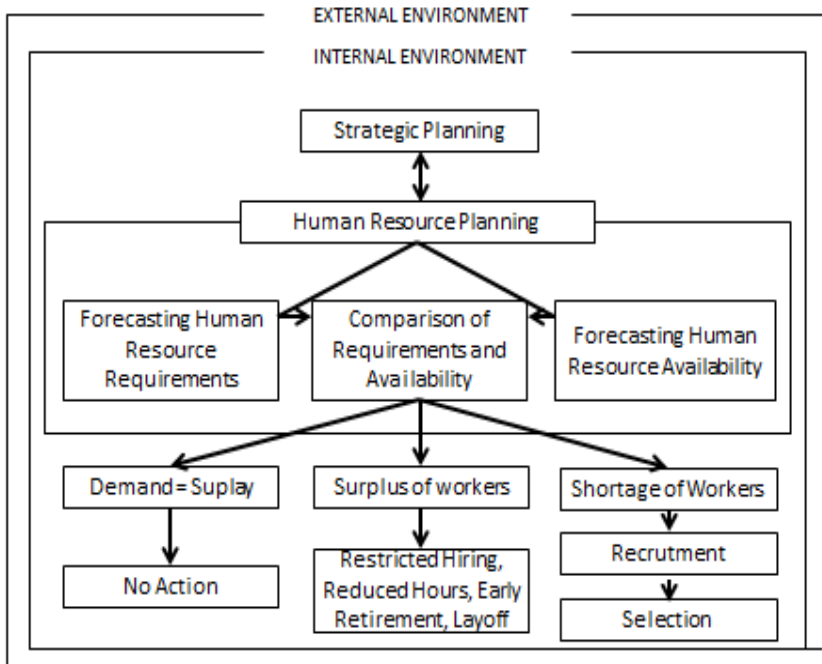 EXTERNAL ENVIRONMENT
INTERNAL ENVIRONMENT
Strategic Planning
Human Resource Planning
Forecasting Human
Resource
Requirements
Comparison of
Requirements and
Availability
Forecasting Human
Resource Availability
Demand = Suplay
Surplus of workers
Shortage of Workers
No Action
Restricted Hiring,
Reduced Hours, Early
Retirement, Layoff
Recrutment
Selection